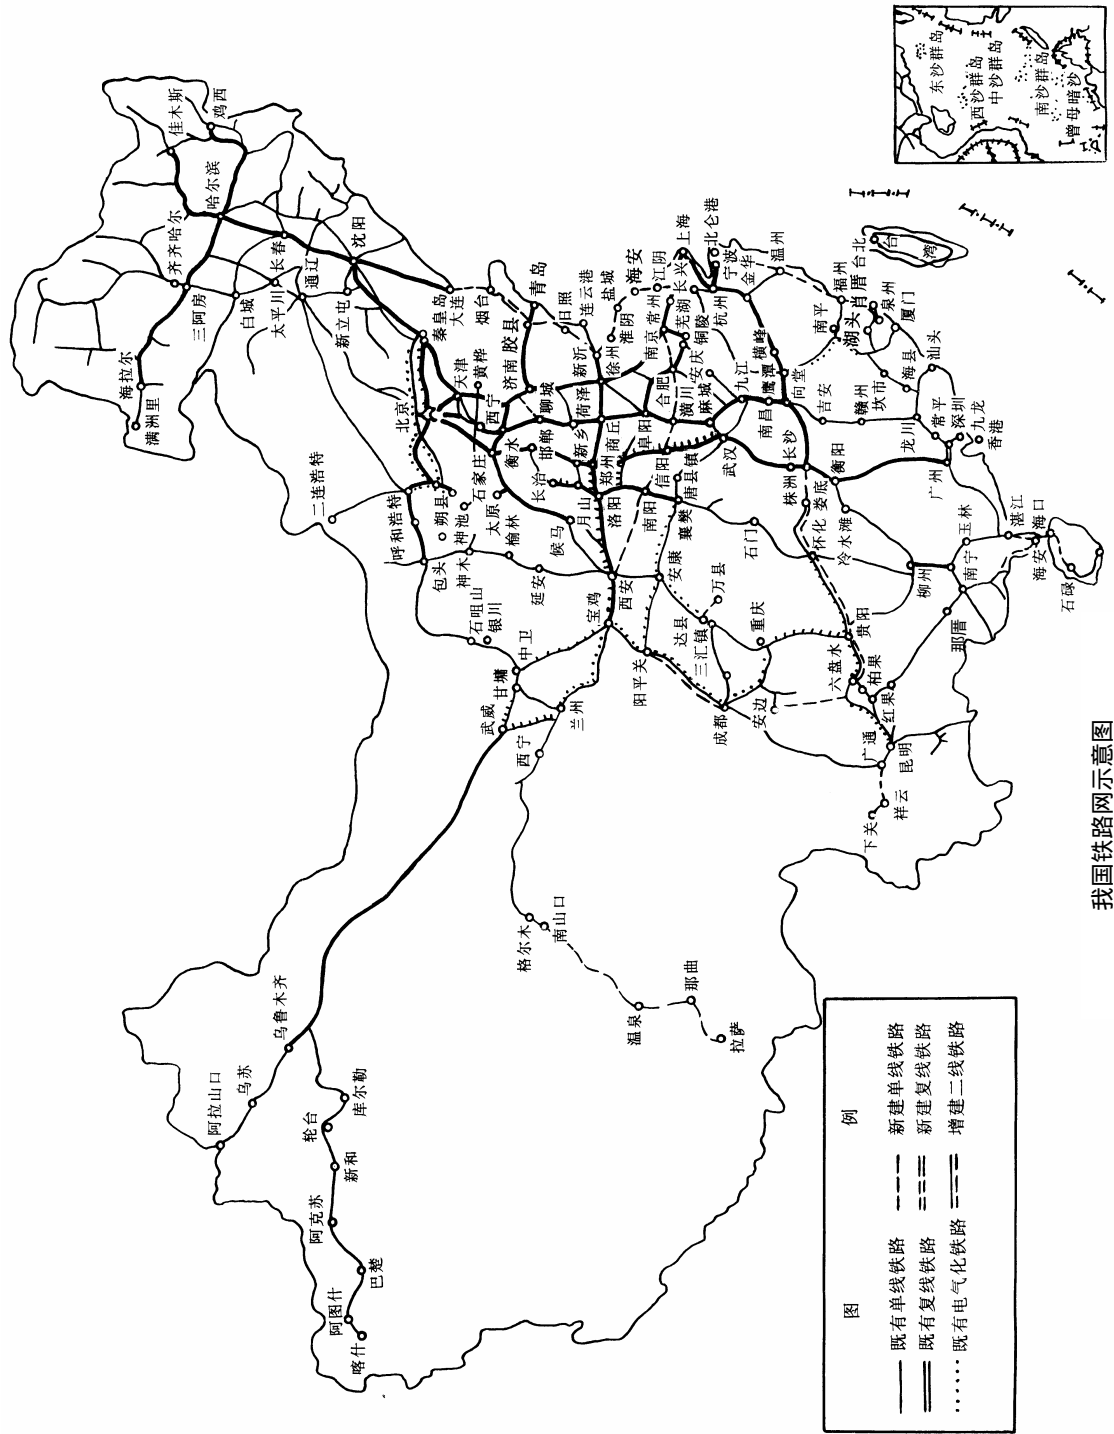 佳木斯
鸡西
哈尔滨
齐齐哈尔
三阿房
海拉尔
满洲里
白城
长春
太平川
通辽
新立屯
沈阳
秦皇岛
大连
北京
天津
黄骅
烟台
青岛
胶县
济南
日照
连云港
盐城
海安
江阴
上海
北仑港
宁波
金华
温州
杭州
长兴
常州
芜湖
铜陵
南京
淮阴
徐州
新沂
菏泽
聊城
西宁
衡水
邯郸
新乡
商丘
阜阳
合肥
潢川
麻城
安庆
九江
南昌
鹰潭
横峰
向堂
南平
福州
肖厝
湖头
泉州
厦门
台北
台
湾
汕头
海县
坎市
赣州
吉安
龙川
常平
深圳
九龙
香港
广州
二连浩特
呼和浩特
朔县
神池
石家庄
太原
榆林
长治
月山
郑州
洛阳
侯马
信阳
南阳
唐县镇
襄樊
武汉
长沙
株洲
娄底
衡阳
怀化
冷水滩
石门
包头
神木
延安
石咀山
银川
中卫
甘塘
武威
西宁
兰州
宝鸡
西安
安康
阳平关
万县
达县
三汇镇
重庆
成都
安边
六盘水
贵阳
柏果
红果
广通
昆明
祥云
下关
柳州
南宁
玉林
湛江
海口
海安
石碌
那厝
格尔木
南山口
温泉
那曲
拉萨
乌鲁木齐
乌苏
阿拉山口
库尔勒
轮台
新和
阿克苏
巴楚
阿图什
喀什
东沙群岛
西沙群岛
中沙群岛
南沙群岛
曾母暗沙
图 例
既有单线铁路 新建单线铁路
既有复线铁路 新建复线铁路
既有电气化铁路 增建二线铁路
我国铁路网示意图